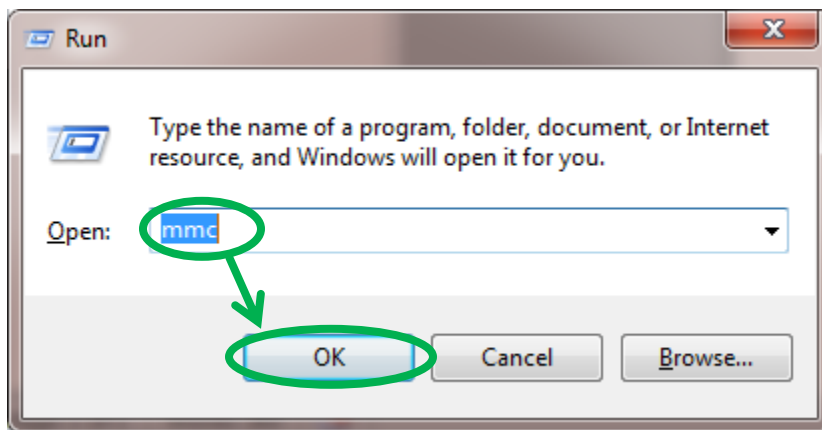 Run
Type the name of a program, folder, document, or Internet
resource, and Windows will open it for you.
Open: mmc
OK Cancel Browse...